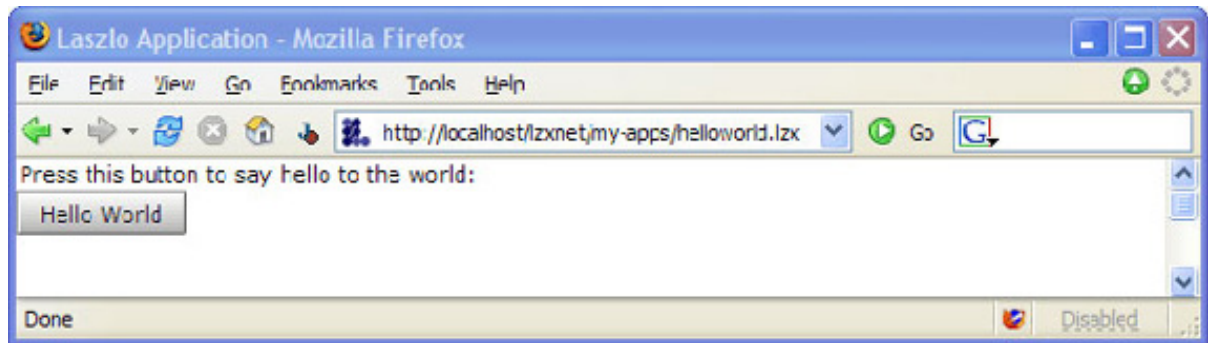 Laszlo Application - Mozilla Firefox
File Edit View Go Bookmarks Tools Help
http://localhost/lzxnet/my-apps/helloworld.lzx Go G
Press this button to say hello to the world:
Hello World
Done Disabled